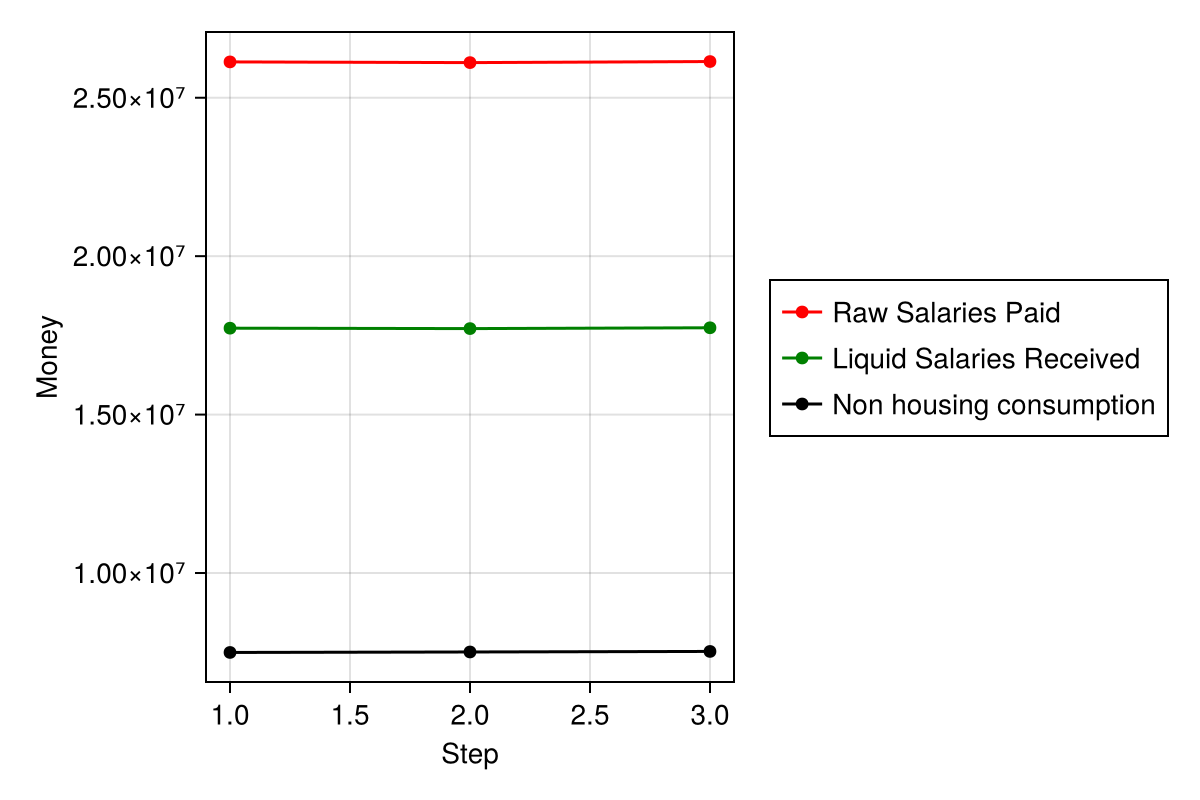 2.50×10⁷
2.00×10⁷
1.50×10⁷
1.00×10⁷
Money
1.0 1.5 2.0 2.5 3.0
Step
Raw Salaries Paid
Liquid Salaries Received
Non housing consumption